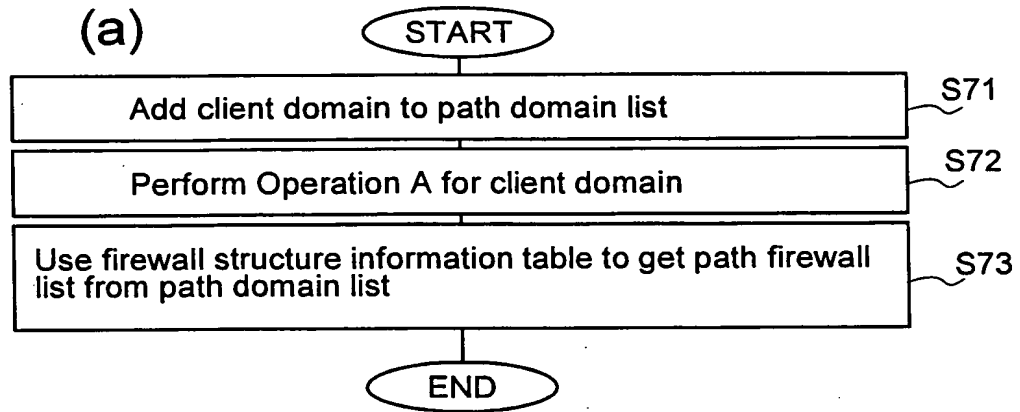 (a)
START
Add client domain to path domain list
S71
Perform Operation A for client domain
S72
Use firewall structure information table to get path firewall
list from path domain list
S73
END